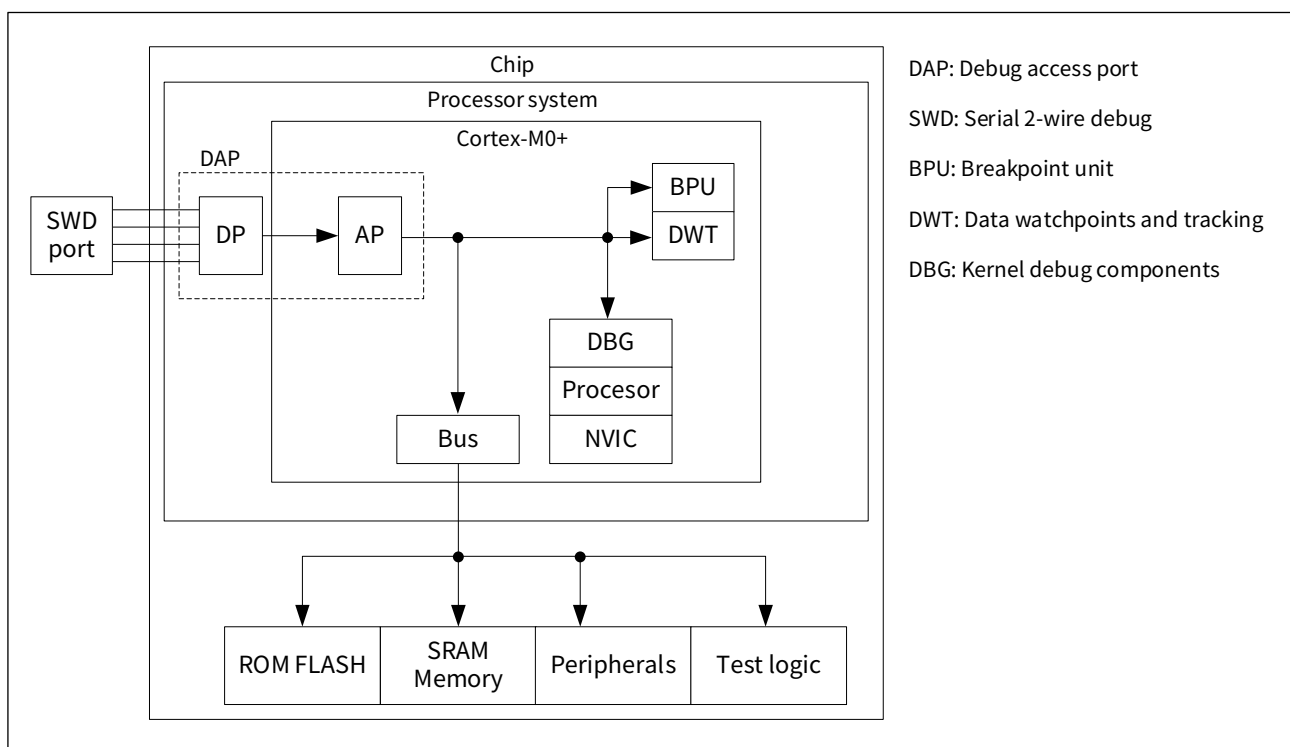 Chip
Processor system
Cortex-M0+
DAP
SWD
port
DP
AP
BPU
DWT
DBG
Procesor
NVIC
Bus
ROM FLASH
SRAM
Memory
Peripherals
Test logic
DAP: Debug access port
SWD: Serial 2-wire debug
BPU: Breakpoint unit
DWT: Data watchpoints and tracking
DBG: Kernel debug components